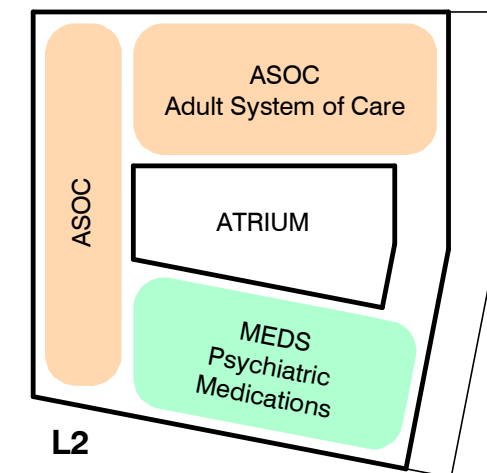 ASOC
Adult System of Care
ASOC
ATRIUM
MEDS
Psychiatric
Medications
L2